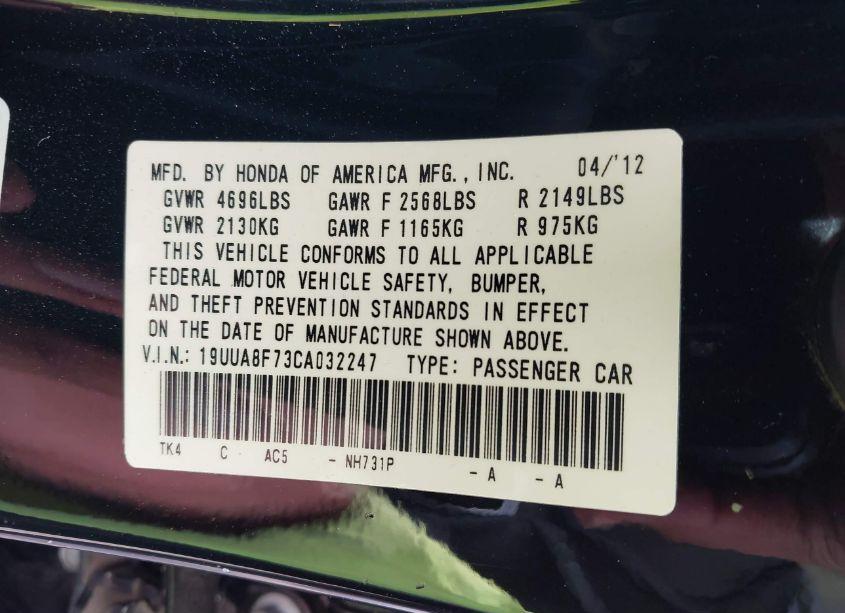 MFD. BY HONDA OF AMERICA MFG., INC. 04/'12
GVWR 4696LBS GAWR F 2568LBS R 2149LBS
GVWR 2130KG GAWR F 1165KG R 975KG
THIS VEHICLE CONFORMS TO ALL APPLICABLE
FEDERAL MOTOR VEHICLE SAFETY, BUMPER,
AND THEFT PREVENTION STANDARDS IN EFFECT
ON THE DATE OF MANUFACTURE SHOWN ABOVE.
V.I.N.: 19UUA8F73CA032247 TYPE: PASSENGER CAR
TK4 C AC5 - NH731P - A - A